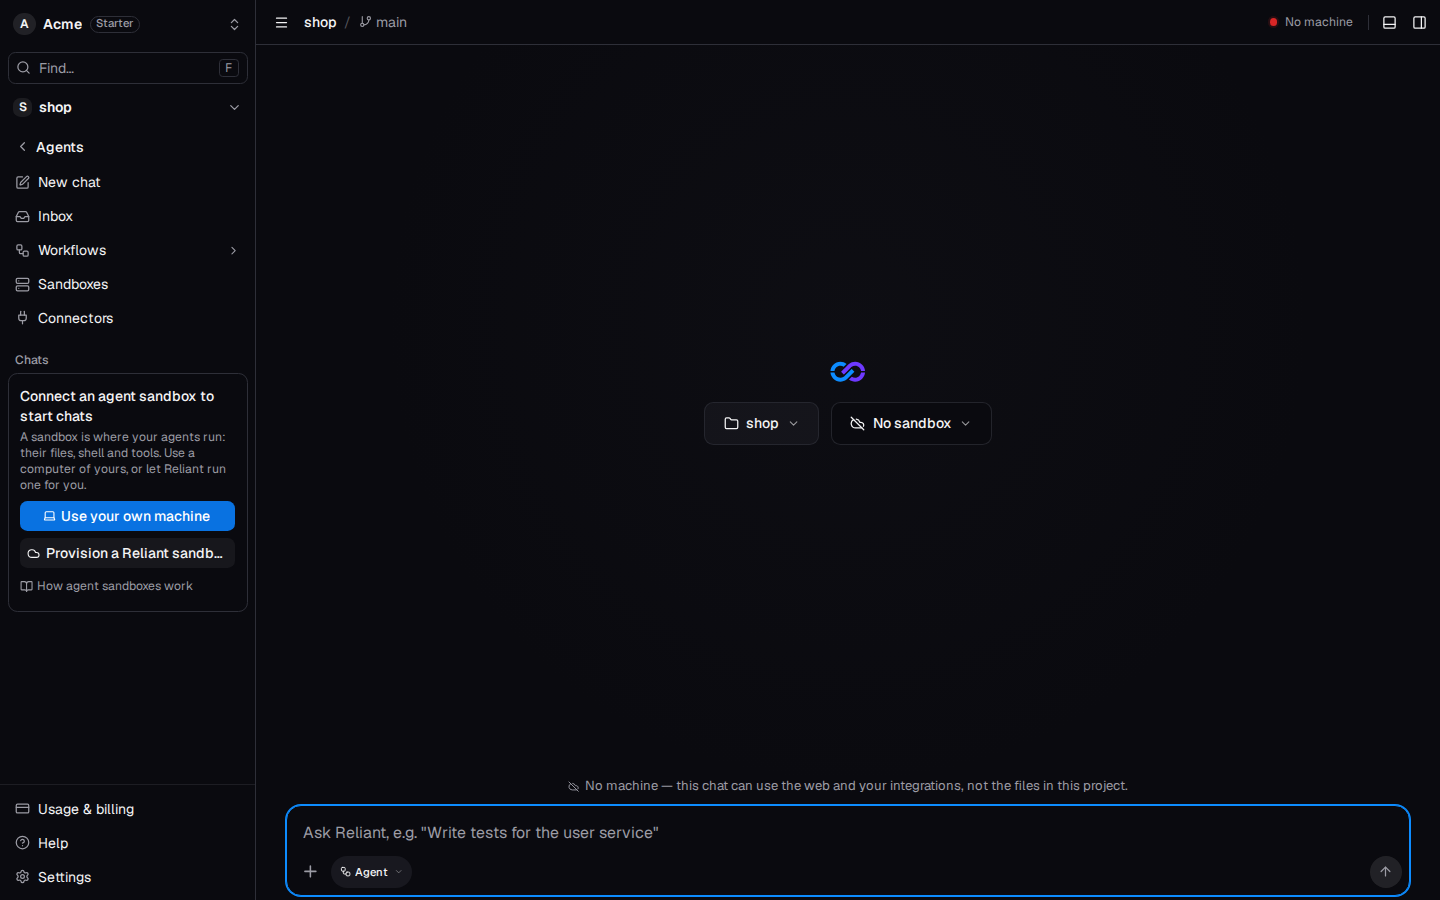 A Acme Starter
Find... F
S shop
Agents
New chat
Inbox
Workflows
Sandboxes
Connectors
Chats
Connect an agent sandbox to
start chats
A sandbox is where your agents run:
their files, shell and tools. Use a
computer of yours, or let Reliant run
one for you.
Use your own machine
Provision a Reliant sandb...
How agent sandboxes work
Usage & billing
Help
Settings
shop / main
No machine
shop
No sandbox
No machine — this chat can use the web and your integrations, not the files in this project.
Ask Reliant, e.g. "Write tests for the user service"
Agent